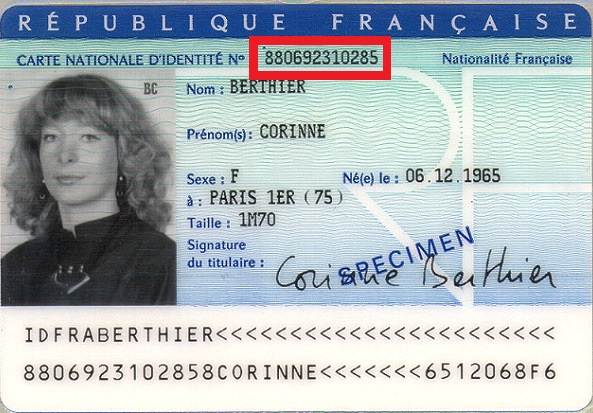 RÉPUBLIQUE FRANÇAISE
CARTE NATIONALE D'IDENTITÉ Nº 880692310285 Nationalité Française
BC Nom : BERTHIER
Prénom(s) : CORINNE
Sexe : F Né(e) le : 06.12.1965
à : PARIS 1ER (75)
Taille : 1M70
Signature
du titulaire : Corinne Berthier
SPECIMEN
IDFRABERTHIER<<<<<<<<<<<<<<<<<<<<<<<
8806923102858CORINNE<<<<<<<6512068F6